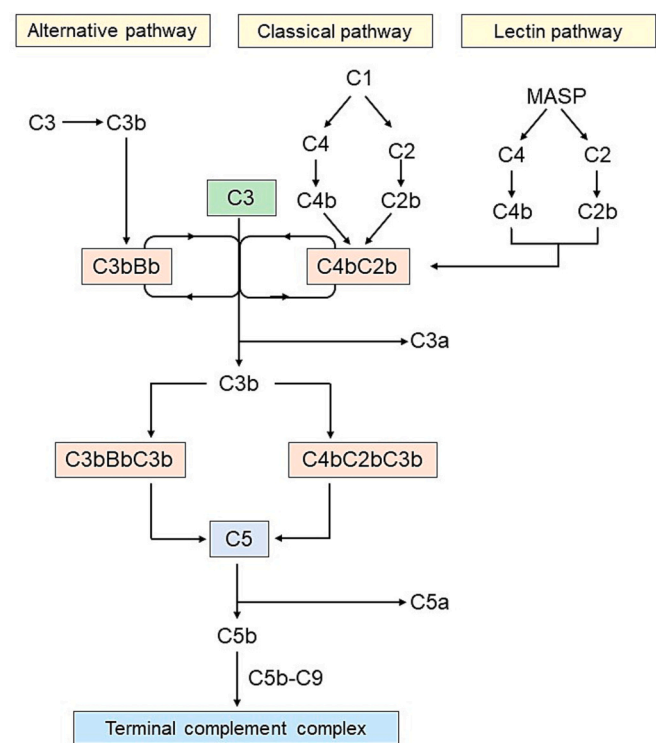 Alternative pathway
Classical pathway
Lectin pathway
C1
MASP
C3
C3b
C4
C2
C4
C2
C3
C4b
C2b
C4b
C2b
C3bBb
C4bC2b
C3a
C3b
C3bBbC3b
C4bC2bC3b
C5
C5a
C5b
C5b-C9
Terminal complement complex